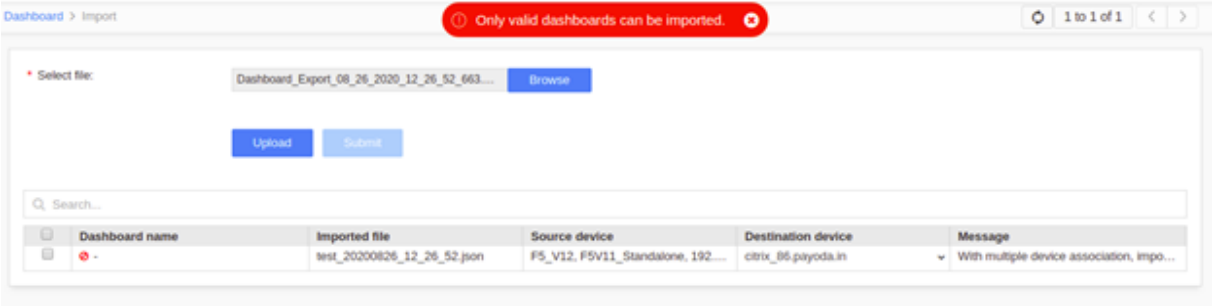 Dashboard > Import
Only valid dashboards can be imported.
1 to 1 of 1 < >
* Select file:
Dashboard_Export_08_26_2020_12_26_52_663....
Browse
Upload Submit
Search...
Dashboard name Imported file Source device Destination device Message
- test_20200826_12_26_52.json F5_V12, F5V11_Standalone, 192.... citrix_86.payoda.in With multiple device association, impo...